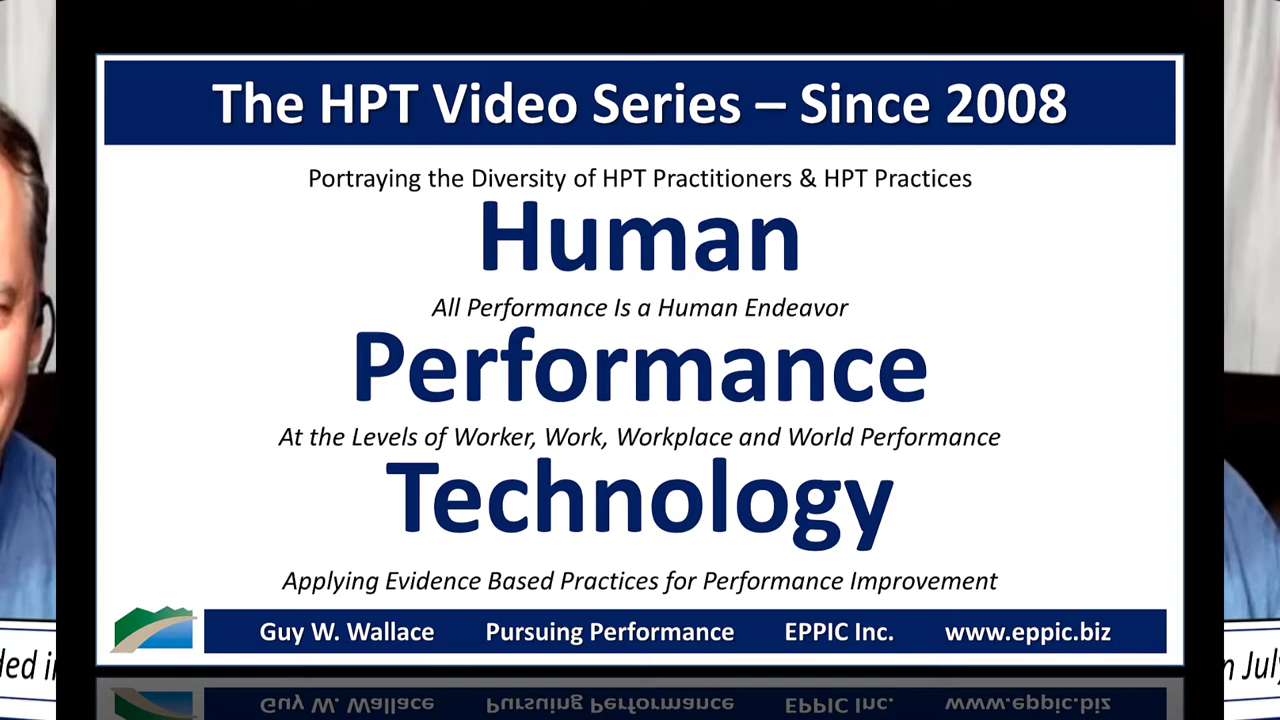 The HPT Video Series – Since 2008
Portraying the Diversity of HPT Practitioners & HPT Practices
Human
All Performance Is a Human Endeavor
Performance
At the Levels of Worker, Work, Workplace and World Performance
Technology
Applying Evidence Based Practices for Performance Improvement
Guy W. Wallace Pursuing Performance EPPIC Inc. www.eppic.biz
July